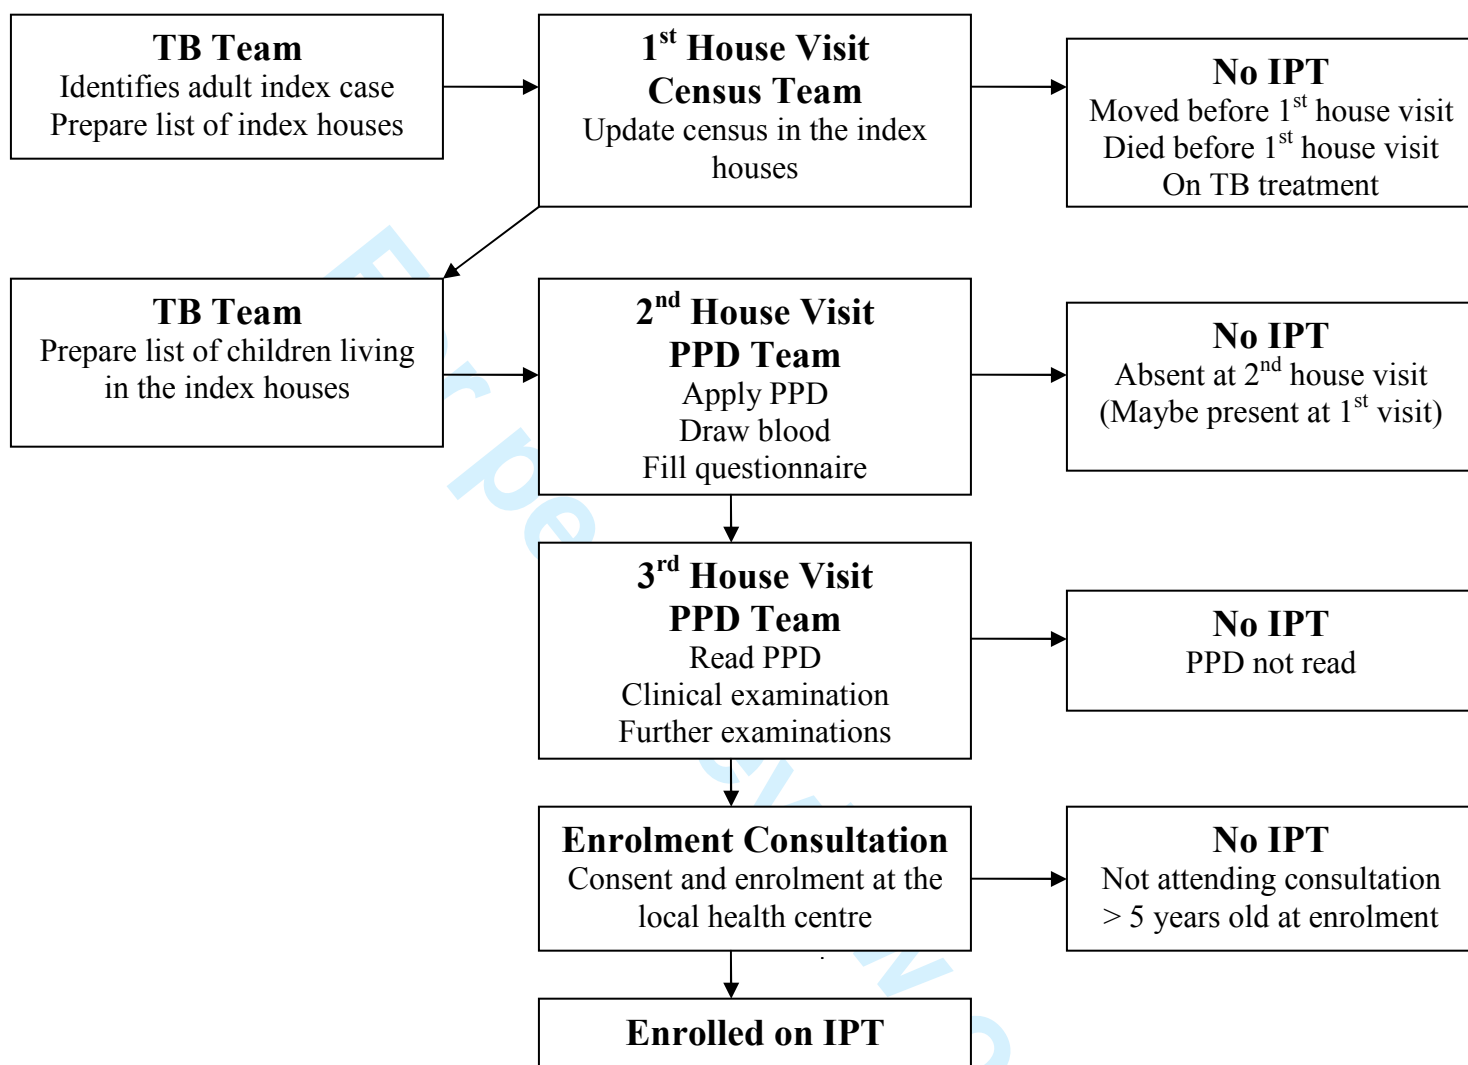 TB Team
Identifies adult index case
Prepare list of index houses
1st House Visit
Census Team
Update census in the index
houses
No IPT
Moved before 1st house visit
Died before 1st house visit
On TB treatment
TB Team
Prepare list of children living
in the index houses
2nd House Visit
PPD Team
Apply PPD
Draw blood
Fill questionnaire
No IPT
Absent at 2nd house visit
(Maybe present at 1st visit)
3rd House Visit
PPD Team
Read PPD
Clinical examination
Further examinations
No IPT
PPD not read
Enrolment Consultation
Consent and enrolment at the
local health centre
No IPT
Not attending consultation
> 5 years old at enrolment
Enrolled on IPT